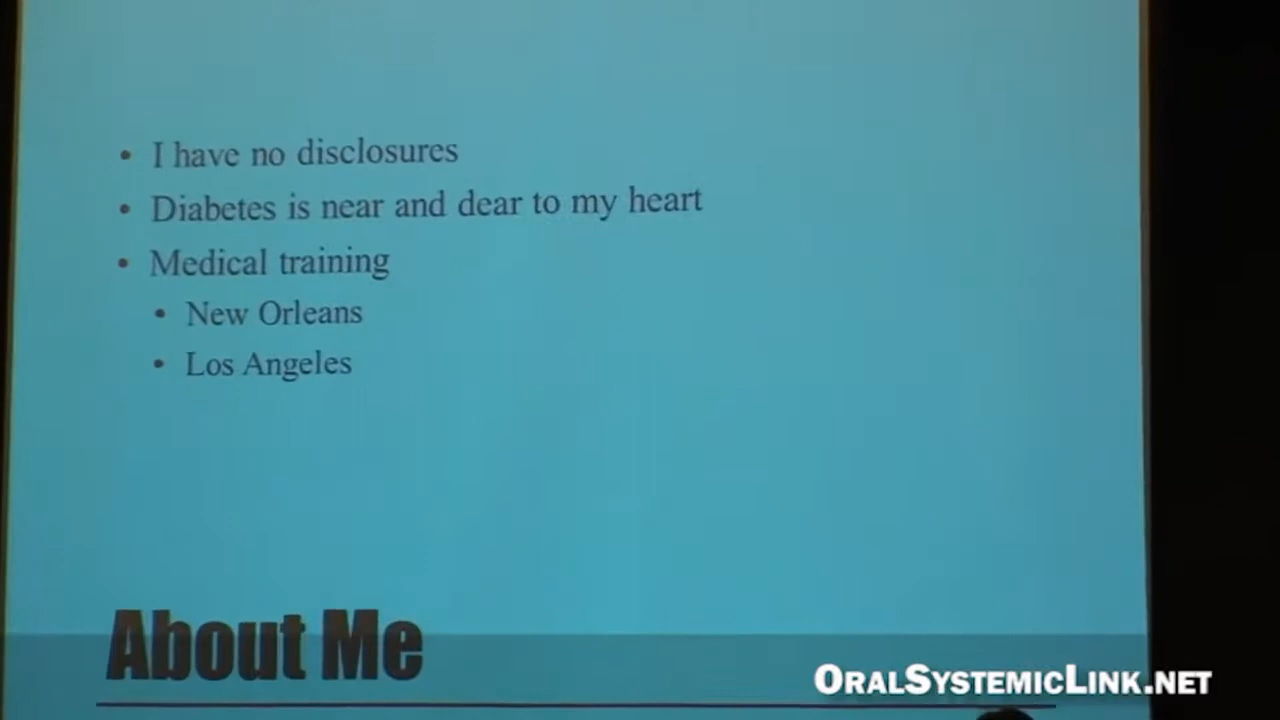 • I have no disclosures
• Diabetes is near and dear to my heart
• Medical training
• New Orleans
• Los Angeles
About Me
ORALSYSTEMICLINK.NET